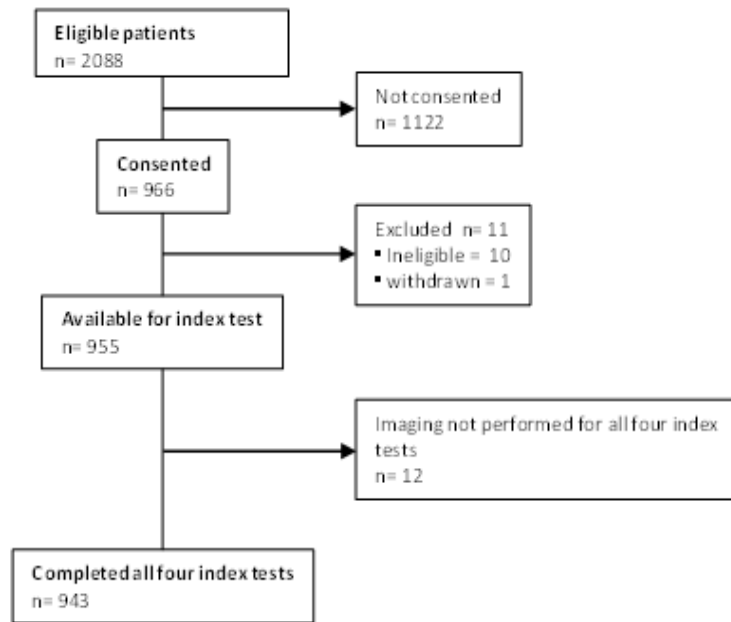 Eligible patients
n= 2088
Not consented
n= 1122
Consented
n= 966
Excluded n= 11
▪ Ineligible = 10
▪ withdrawn = 1
Available for index test
n= 955
Imaging not performed for all four index
tests
n= 12
Completed all four index tests
n= 943